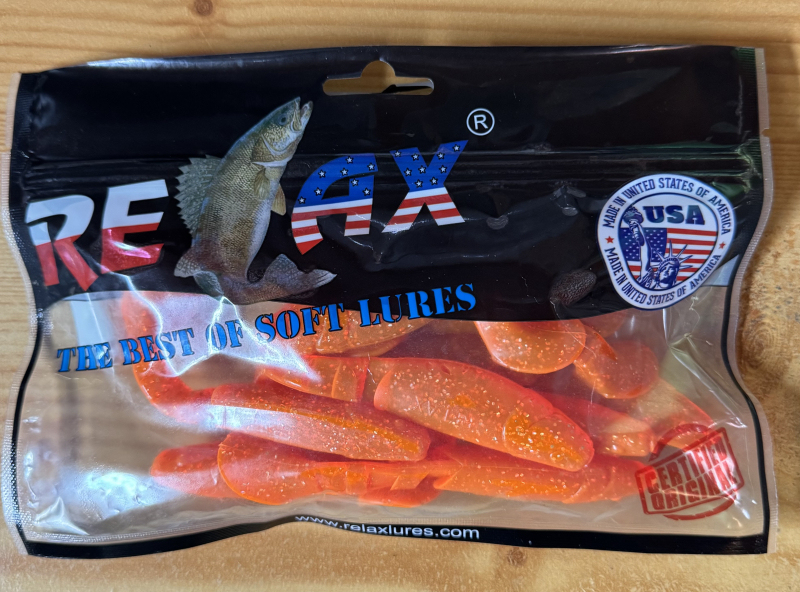 RELAX®
MADE IN UNITED STATES OF AMERICA
USA
MADE IN UNITED STATES OF AMERICA
THE BEST OF SOFT LURES
CERTIFIED
ORIGINAL
www.relaxlures.com